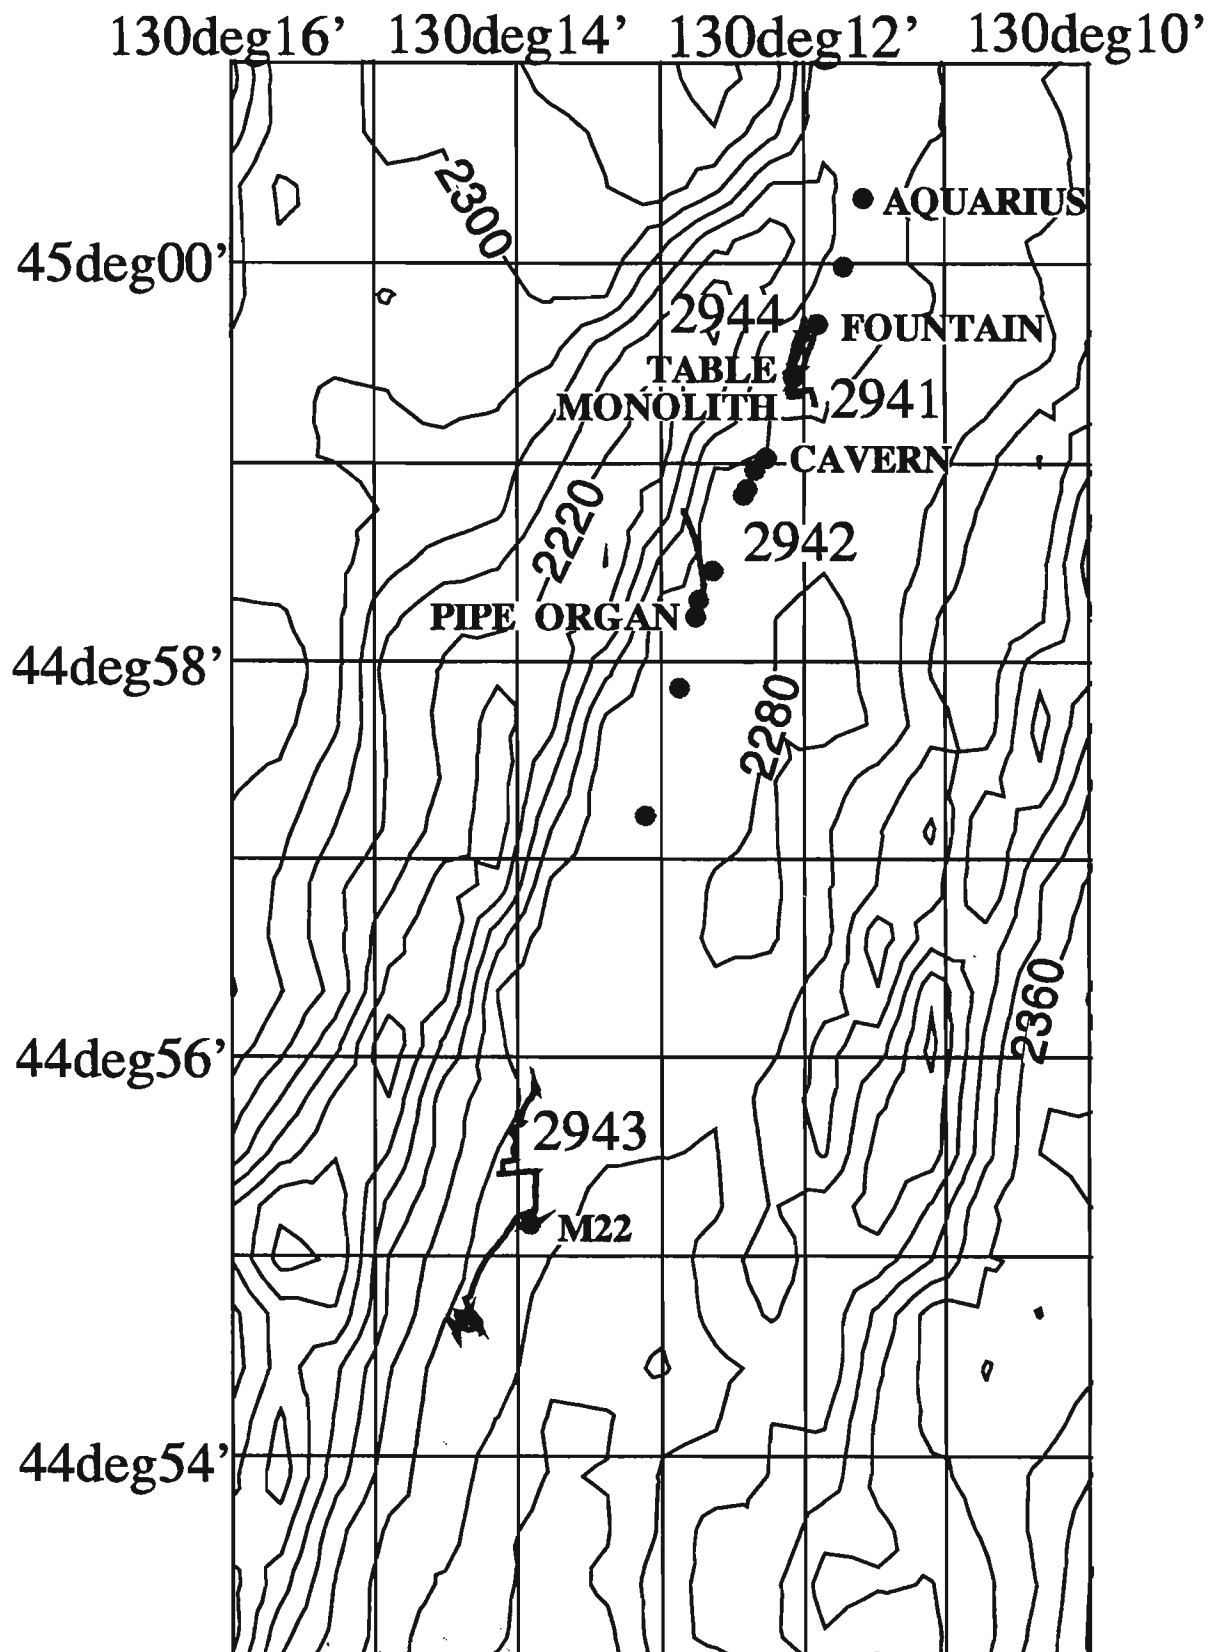 130deg16' 130deg14' 130deg12' 130deg10'
2300
AQUARIUS
45deg00'
2944
FOUNTAIN
TABLE
2941
MONOLITH
CAVERN
2220
2942
PIPE ORGAN
44deg58'
2280
2360
44deg56'
2943
M22
44deg54'